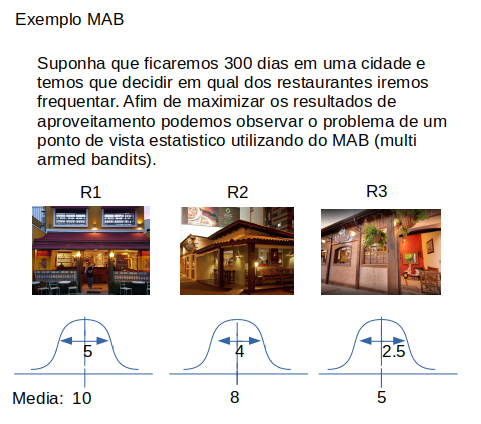 Exemplo MAB
Suponha que ficaremos 300 dias em uma cidade e
temos que decidir em qual dos restaurantes iremos
frequentar. Afim de maximizar os resultados de
aproveitamento podemos observar o problema de um
ponto de vista estatistico utilizando do MAB (multi
armed bandits).
R1 R2 R3
5 4 2.5
Media: 10 8 5